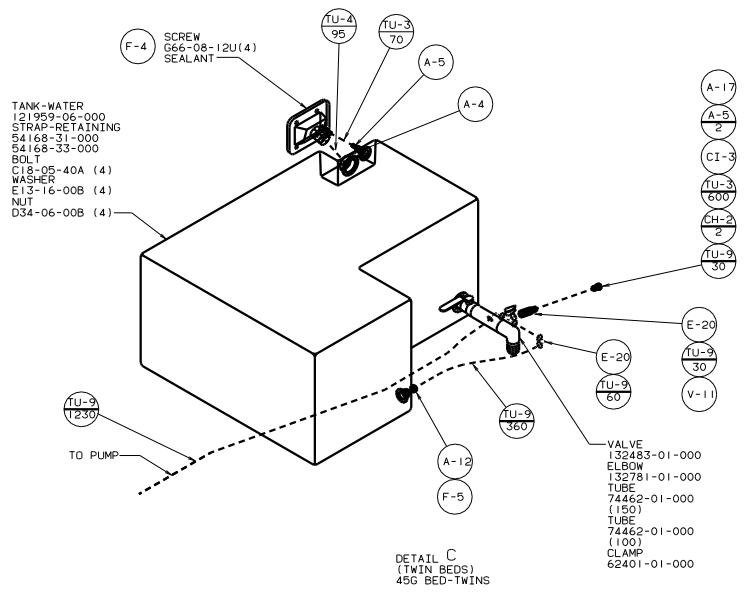 TU-4
95
TU-3
70
F-4
SCREW
G66-08-12U(4)
SEALANT
A-5
A-4
TANK-WATER
121959-06-000
STRAP-RETAINING
54168-31-000
54168-33-000
BOLT
C18-05-40A (4)
WASHER
E13-16-00B (4)
NUT
D34-06-00B (4)
A-17
A-5
2
CI-3
TU-3
600
CH-2
2
TU-9
30
E-20
TU-9
30
V-11
E-20
TU-9
60
TU-9
360
TU-9
1230
TO PUMP
A-12
F-5
VALVE
132483-01-000
ELBOW
132781-01-000
TUBE
74462-01-000
(150)
TUBE
74462-01-000
(100)
CLAMP
62401-01-000
DETAIL C
(TWIN BEDS)
45G BED-TWINS